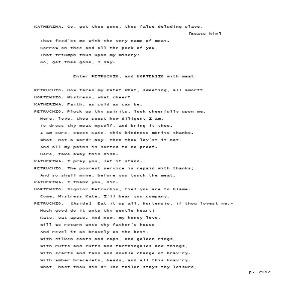 KATHERINA. Go, get thee gone, thou false deluding slave,
[Beats him]
That feed'st me with the very name of meat.
Sorrow on thee and all the pack of you
That triumph thus upon my misery!
Go, get thee gone, I say.
Enter PETRUCHIO, and HORTENSIO with meat
PETRUCHIO. How fares my Kate? What, sweeting, all amort?
HORTENSIO. Mistress, what cheer?
KATHERINA. Faith, as cold as can be.
PETRUCHIO. Pluck up thy spirits, look cheerfully upon me.
Here, love, thou seest how diligent I am,
To dress thy meat myself, and bring it thee.
I am sure, sweet Kate, this kindness merits thanks.
What, not a word? Nay, then thou lov'st it not,
And all my pains is sorted to no proof.
Here, take away this dish.
KATHERINA. I pray you, let it stand.
PETRUCHIO. The poorest service is repaid with thanks;
And so shall mine, before you touch the meat.
KATHERINA. I thank you, sir.
HORTENSIO. Signior Petruchio, fie! you are to blame.
Come, Mistress Kate, I'll bear you company.
PETRUCHIO. [Aside] Eat it up all, Hortensio, if thou lovest me.-
Much good do it unto thy gentle heart!
Kate, eat apace. And now, my honey love,
Will we return unto thy father's house
And revel it as bravely as the best,
With silken coats and caps, and golden rings,
With ruffs and cuffs and farthingales and things,
With scarfs and fans and double change of brav'ry,
With amber bracelets, beads, and all this knav'ry.
What, hast thou din'd? The tailor stays thy leisure,